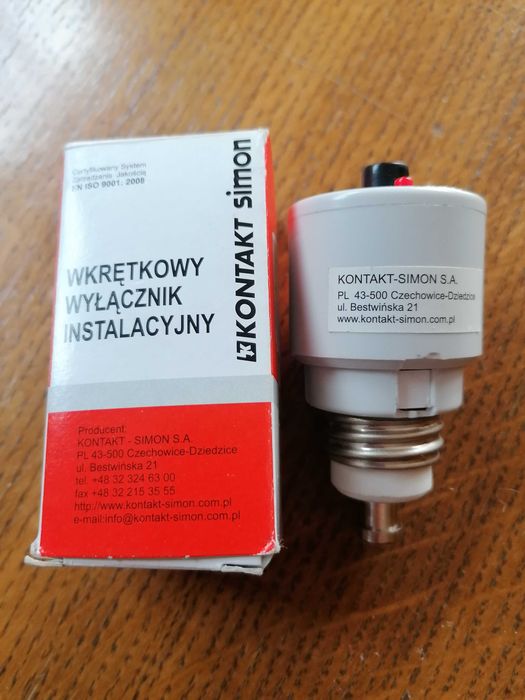 Certyfikowany System
Zarządzania Jakością
EN ISO 9001: 2008
WKRĘTKOWY
WYŁĄCZNIK
INSTALACYJNY
KONTAKT simon
Producent:
KONTAKT - SIMON S.A.
PL 43-500 Czechowice-Dziedzice
ul. Bestwińska 21
tel. +48 32 324 63 00
fax +48 32 215 35 55
http://www.kontakt-simon.com.pl
e-mail:info@kontakt-simon.com.pl
KONTAKT-SIMON S.A.
PL 43-500 Czechowice-Dziedzice
ul. Bestwińska 21
www.kontakt-simon.com.pl